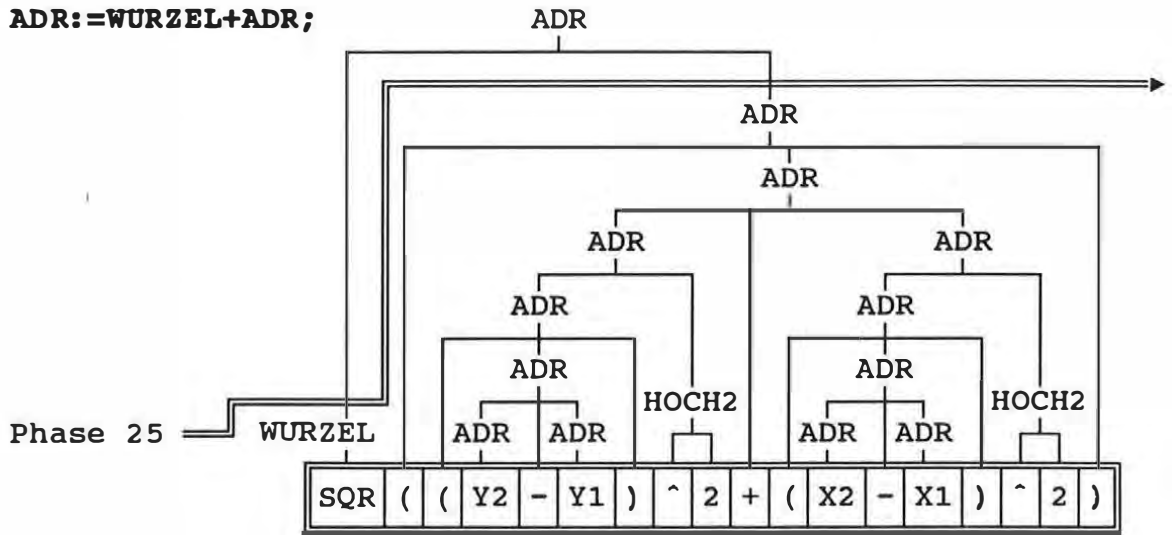 ADR:=WURZEL+ADR; ADR
ADR
ADR
ADR ADR
ADR ADR
ADR ADR
HOCH2 HOCH2
Phase 25 WURZEL ADR ADR ADR ADR
SQR ( ( Y2 - Y1 ) ^ 2 + ( X2 - X1 ) ^ 2 )